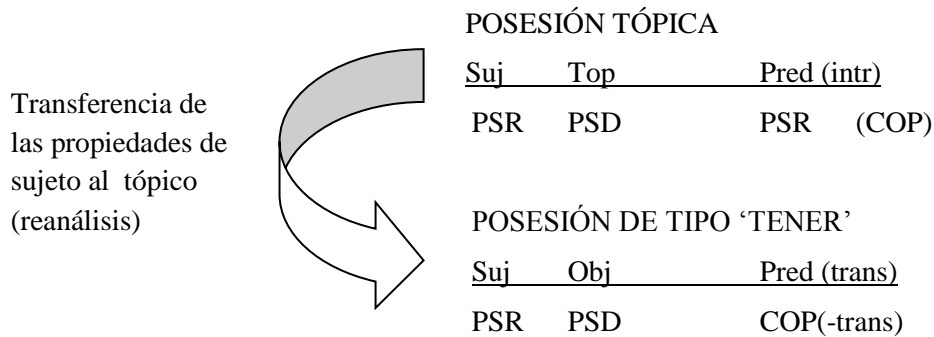 POSESIÓN TÓPICA
Suj Top Pred (intr)
PSR PSD PSR (COP)
Transferencia de
las propiedades de
sujeto al tópico
(reanálisis)
POSESIÓN DE TIPO ‘TENER’
Suj Obj Pred (trans)
PSR PSD COP(-trans)